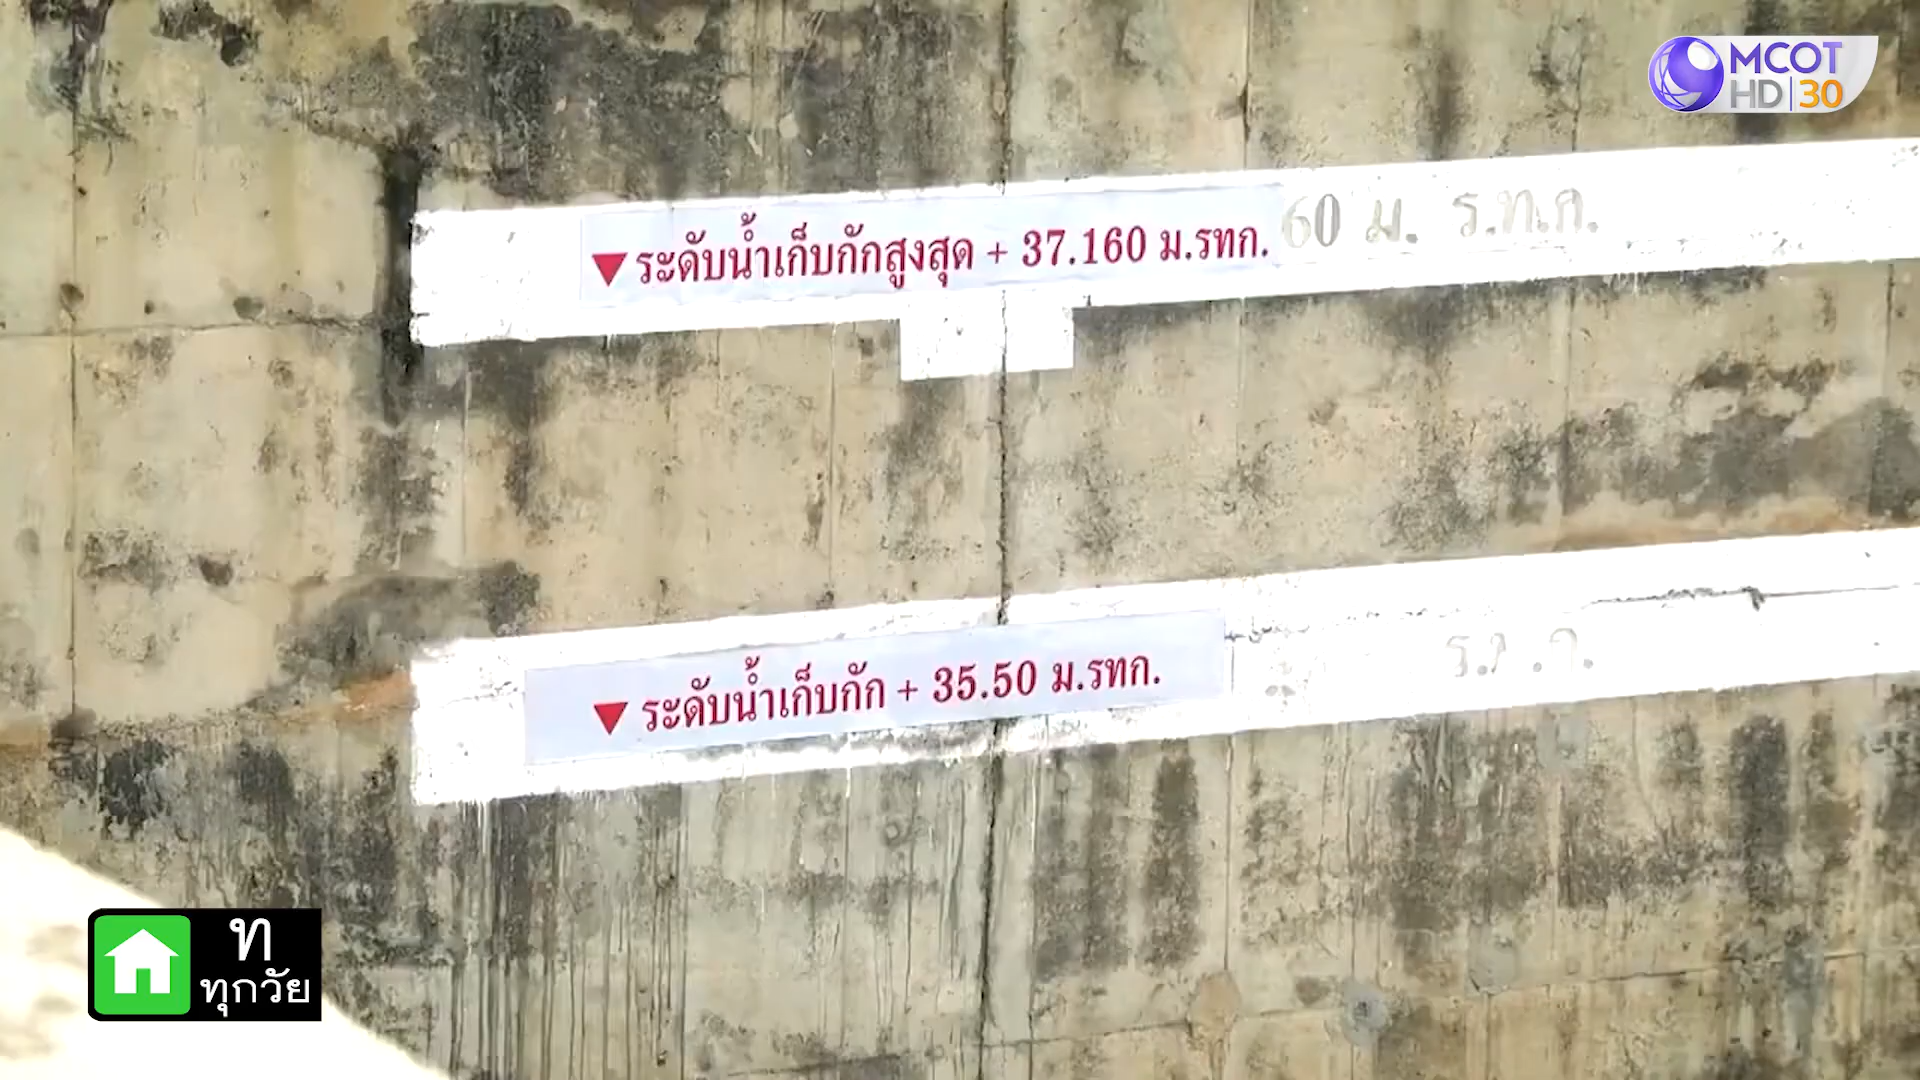 MCOT
HD 30
▼ระดับน้ำเก็บกักสูงสุด + 37.160 ม.รทก. 60 ม. ร.ท.ก.
▼ระดับน้ำเก็บกัก + 35.50 ม.รทก.
ท
ทุกวัย